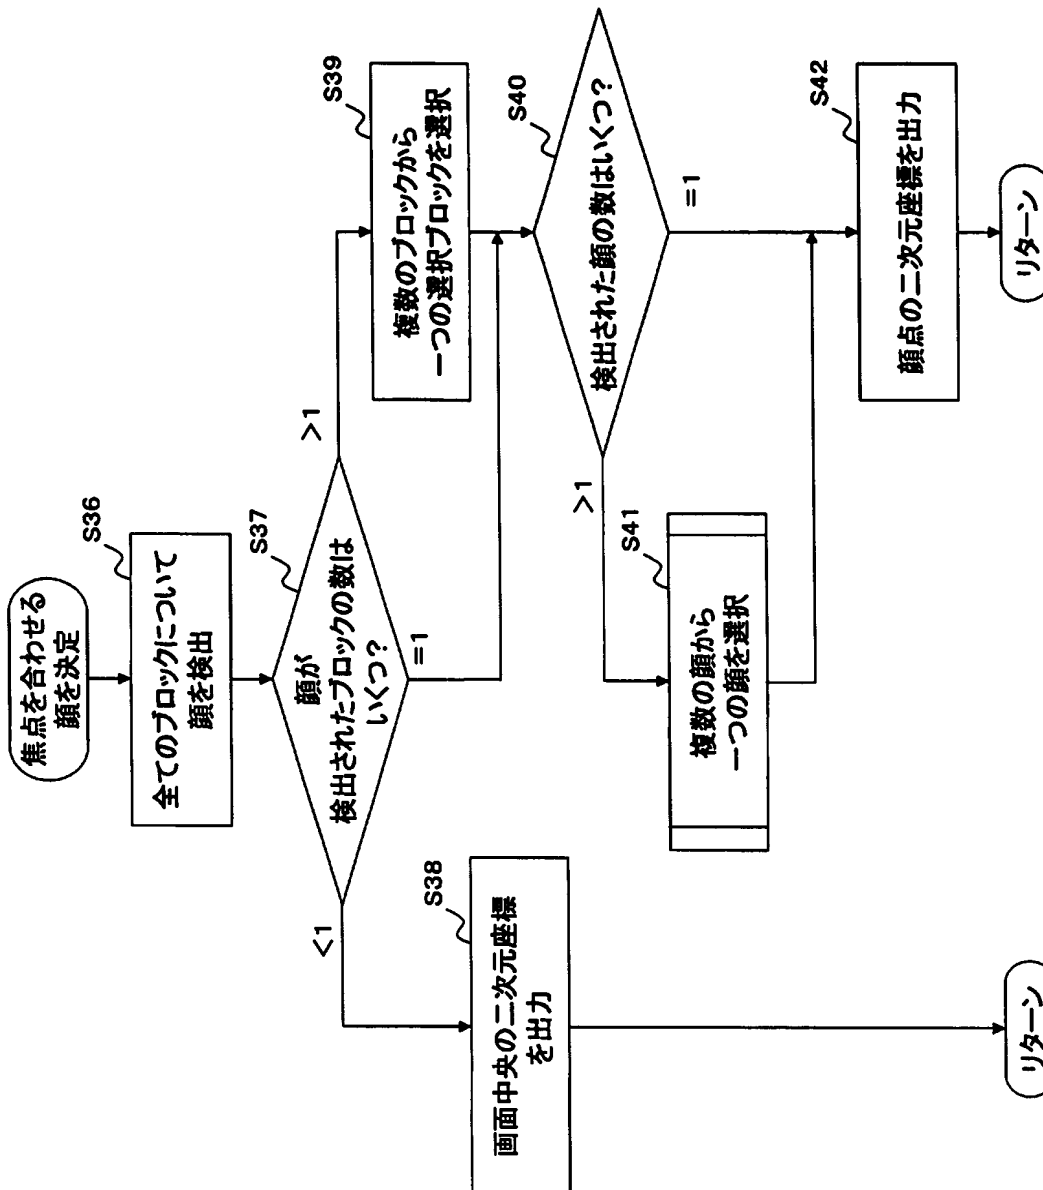 焦点を合わせる
顔を決定
S36
全てのブロックについて
顔を検出
S37
顔が
検出されたブロックの数は
いくつ?
<1
=1
>1
S38
画面中央の二次元座標
を出力
リターン
S39
複数のブロックから
一つの選択ブロックを選択
S40
検出された顔の数はいくつ?
>1
=1
S41
複数の顔から
一つの顔を選択
S42
顔点の二次元座標を出力
リターン